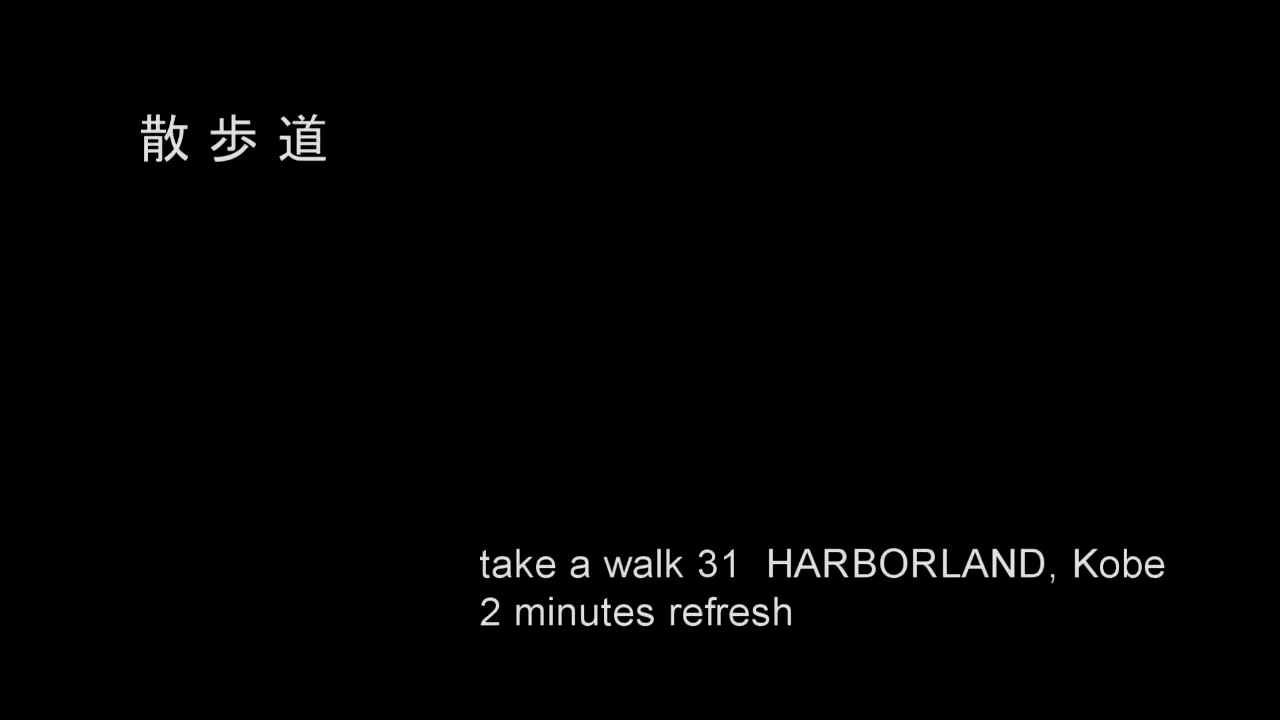 散歩道
take a walk 31 HARBORLAND, Kobe
2 minutes refresh